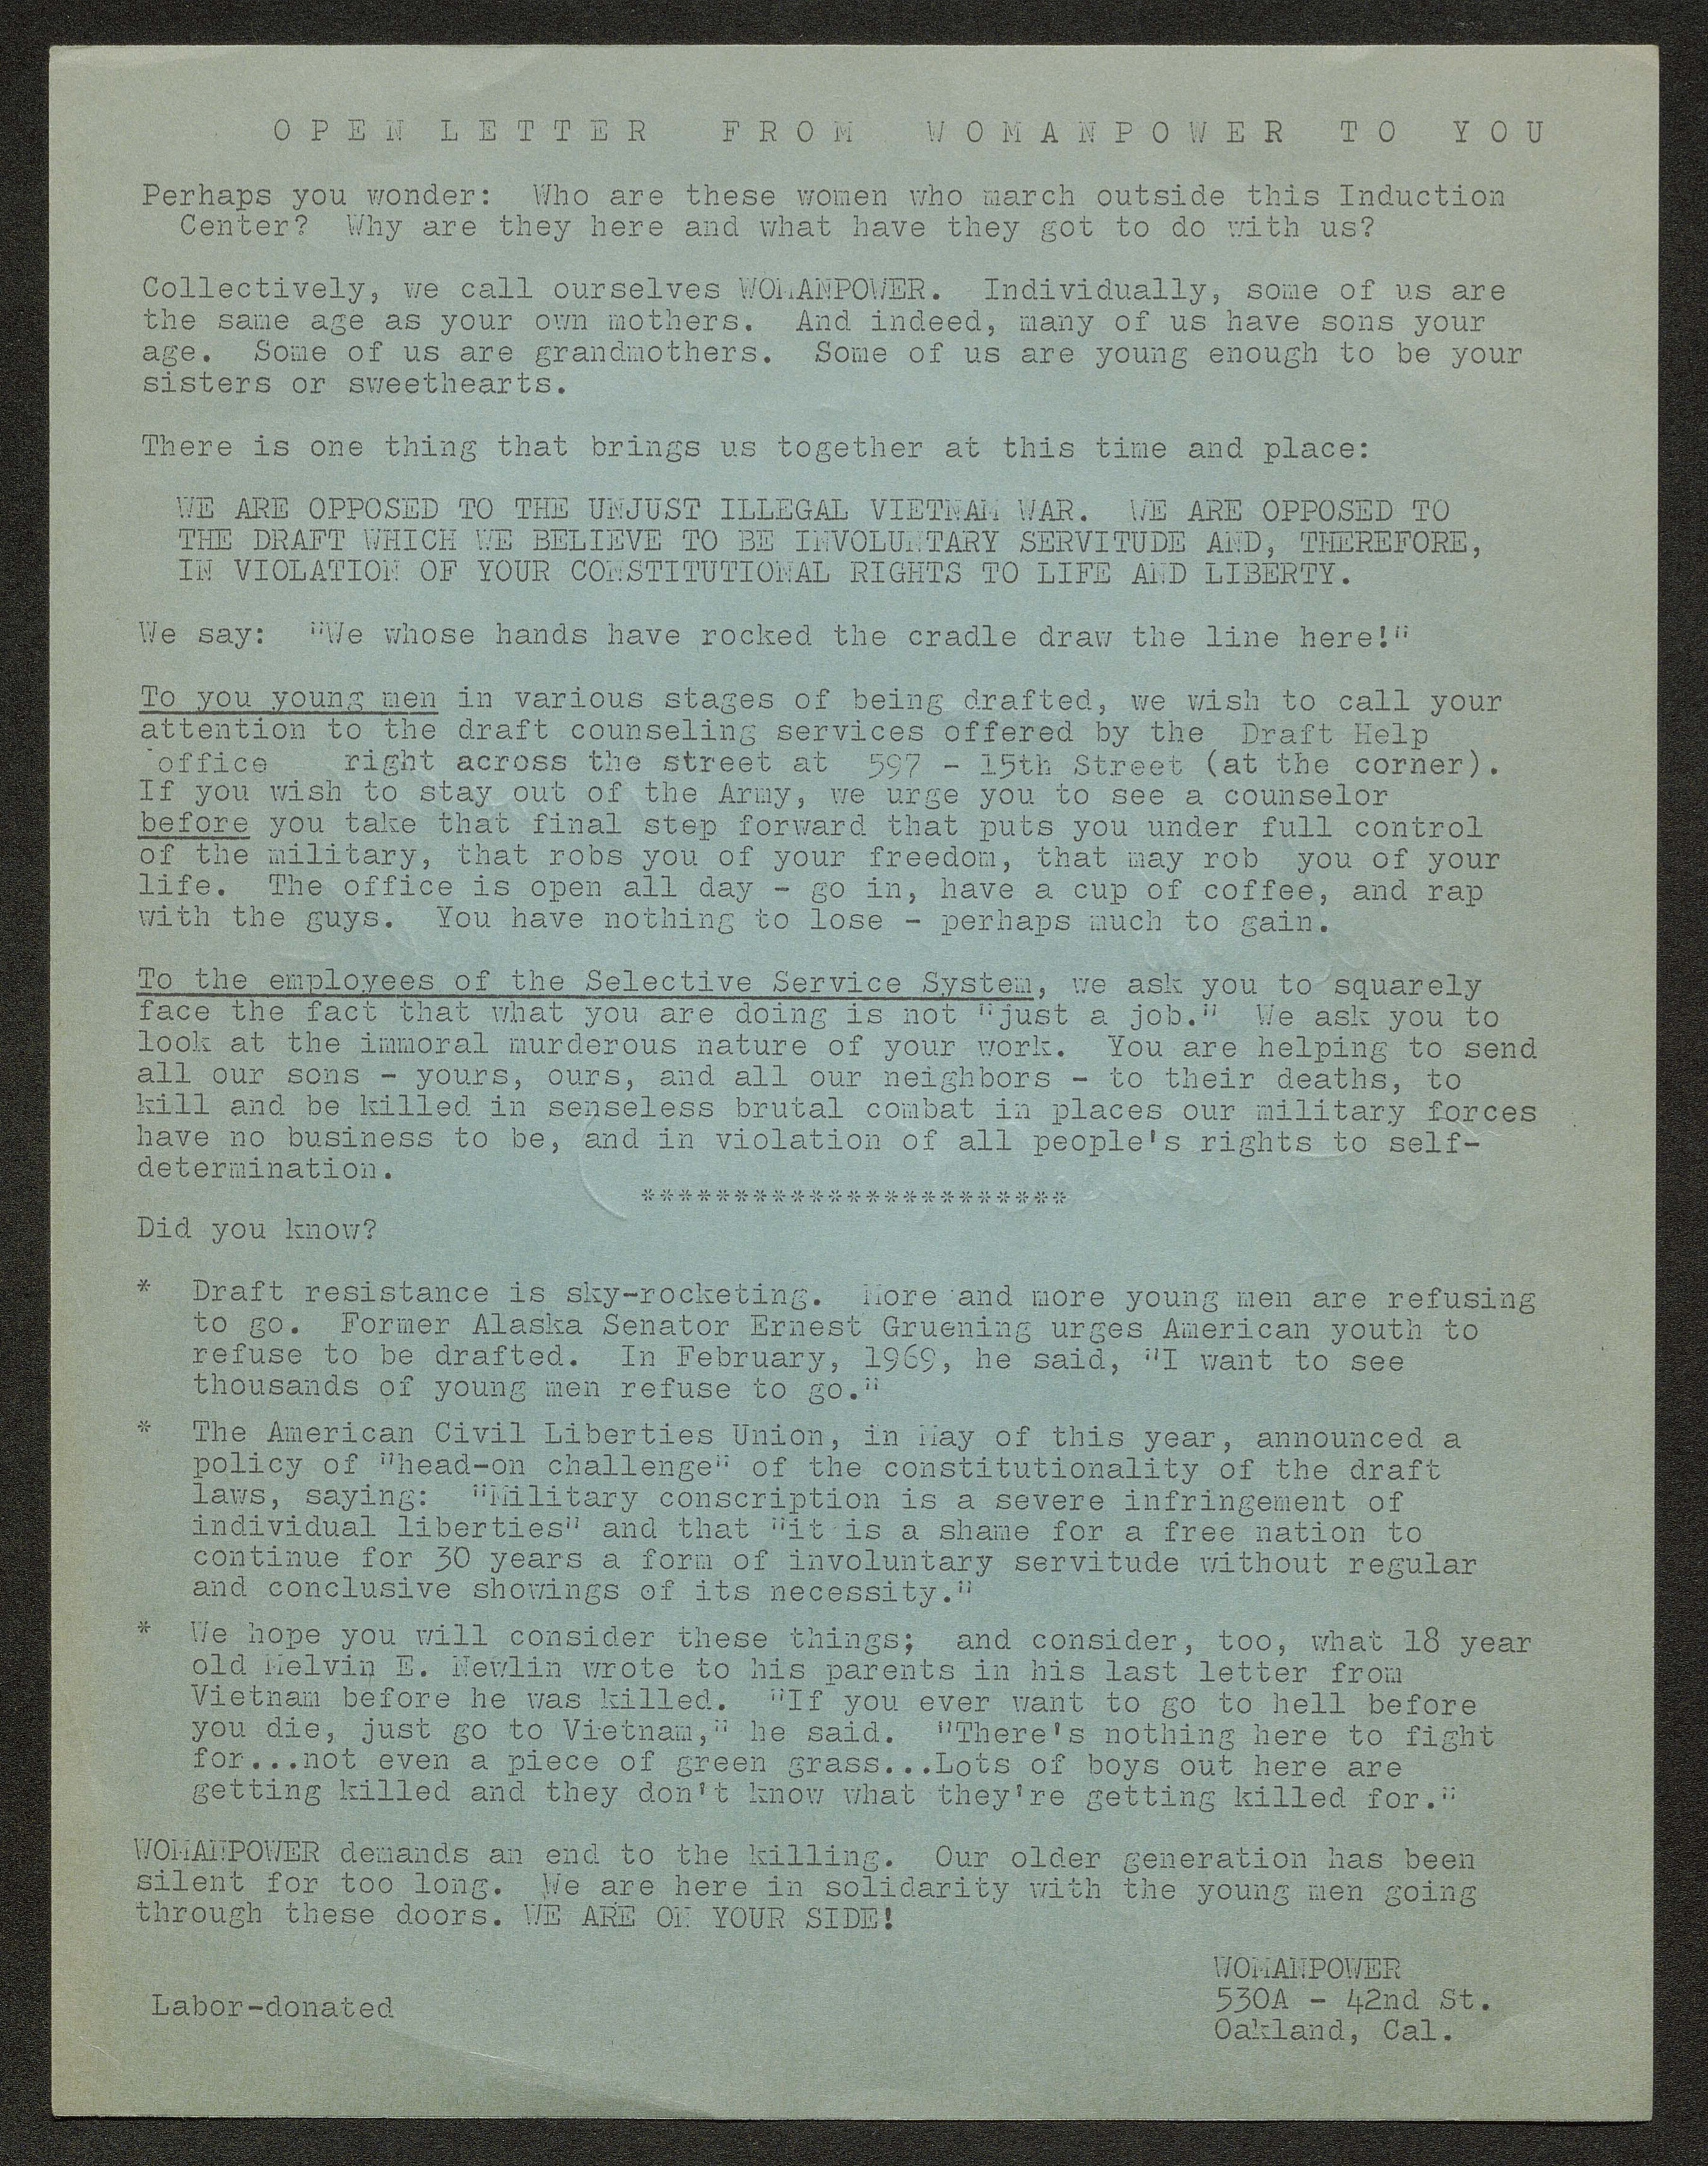 OPEN LETTER FROM WOMANPOWER TO YOU
Perhaps you wonder: Who are these women who march outside this Induction
Center? Why are they here and what have they got to do with us?
Collectively, we call ourselves WOMANPOWER. Individually, some of us are
the same age as your own mothers. And indeed, many of us have sons your
age. Some of us are grandmothers. Some of us are young enough to be your
sisters or sweethearts.
There is one thing that brings us together at this time and place:
WE ARE OPPOSED TO THE UNJUST ILLEGAL VIETNAM WAR. WE ARE OPPOSED TO
THE DRAFT WHICH WE BELIEVE TO BE INVOLUNTARY SERVITUDE AND, THEREFORE,
IN VIOLATION OF YOUR CONSTITUTIONAL RIGHTS TO LIFE AND LIBERTY.
We say: "We whose hands have rocked the cradle draw the line here!"
To you young men in various stages of being drafted, we wish to call your
attention to the draft counseling services offered by the Draft Help
office right across the street at 597 - 15th Street (at the corner).
If you wish to stay out of the Army, we urge you to see a counselor
before you take that final step forward that puts you under full control
of the military, that robs you of your freedom, that may rob you of your
life. The office is open all day - go in, have a cup of coffee, and rap
with the guys. You have nothing to lose - perhaps much to gain.
To the employees of the Selective Service System, we ask you to squarely
face the fact that what you are doing is not "just a job." We ask you to
look at the immoral murderous nature of your work. You are helping to send
all our sons - yours, ours, and all our neighbors - to their deaths, to
kill and be killed in senseless brutal combat in places our military forces
have no business to be, and in violation of all people's rights to self-
determination.
***********************
Did you know?
* Draft resistance is sky-rocketing. More and more young men are refusing
to go. Former Alaska Senator Ernest Gruening urges American youth to
refuse to be drafted. In February, 1969, he said, "I want to see
thousands of young men refuse to go."
* The American Civil Liberties Union, in May of this year, announced a
policy of "head-on challenge" of the constitutionality of the draft
laws, saying: "Military conscription is a severe infringement of
individual liberties" and that "it is a shame for a free nation to
continue for 30 years a form of involuntary servitude without regular
and conclusive showings of its necessity."
* We hope you will consider these things; and consider, too, what 18 year
old Melvin E. Newlin wrote to his parents in his last letter from
Vietnam before he was killed. "If you ever want to go to hell before
you die, just go to Vietnam," he said. "There's nothing here to fight
for...not even a piece of green grass...Lots of boys out here are
getting killed and they don't know what they're getting killed for."
WOMANPOWER demands an end to the killing. Our older generation has been
silent for too long. We are here in solidarity with the young men going
through these doors. WE ARE ON YOUR SIDE!
WOMANPOWER
530A - 42nd St.
Oakland, Cal.
Labor-donated